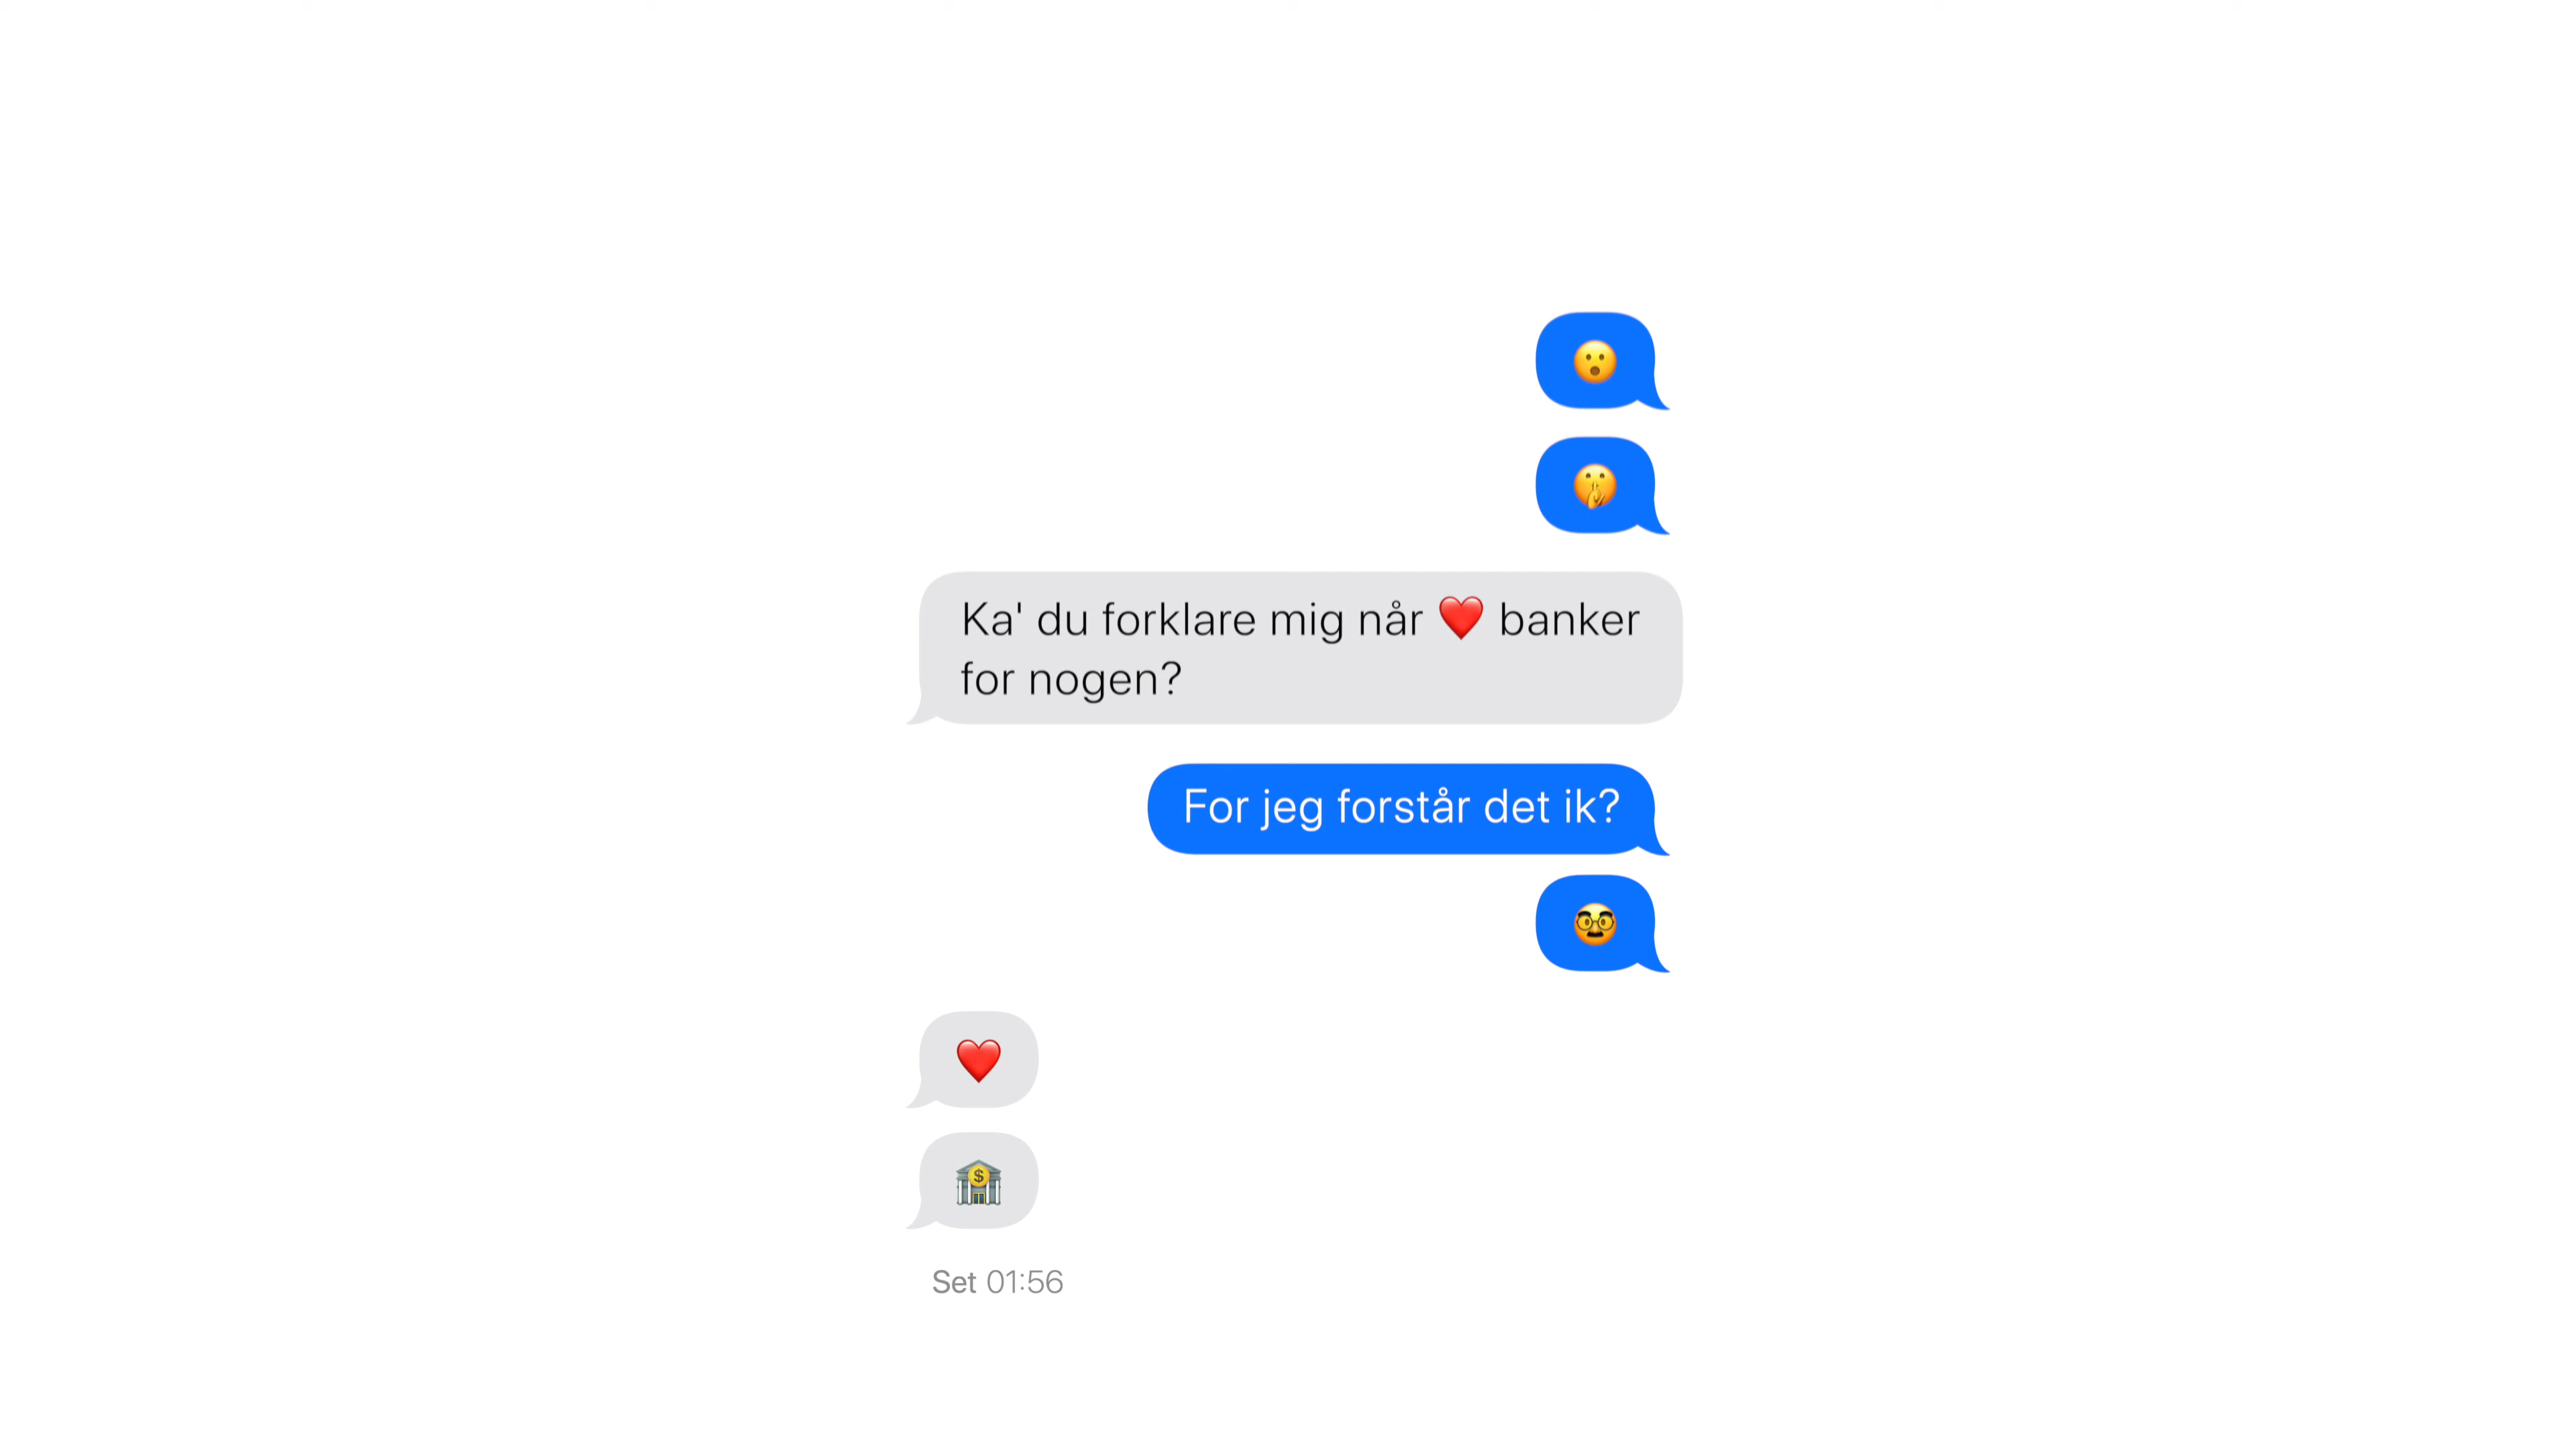 😮
🤫
Ka' du forklare mig når ❤️ banker
for nogen?
For jeg forstår det ik?
🥸
❤️
🏦
Set 01:56